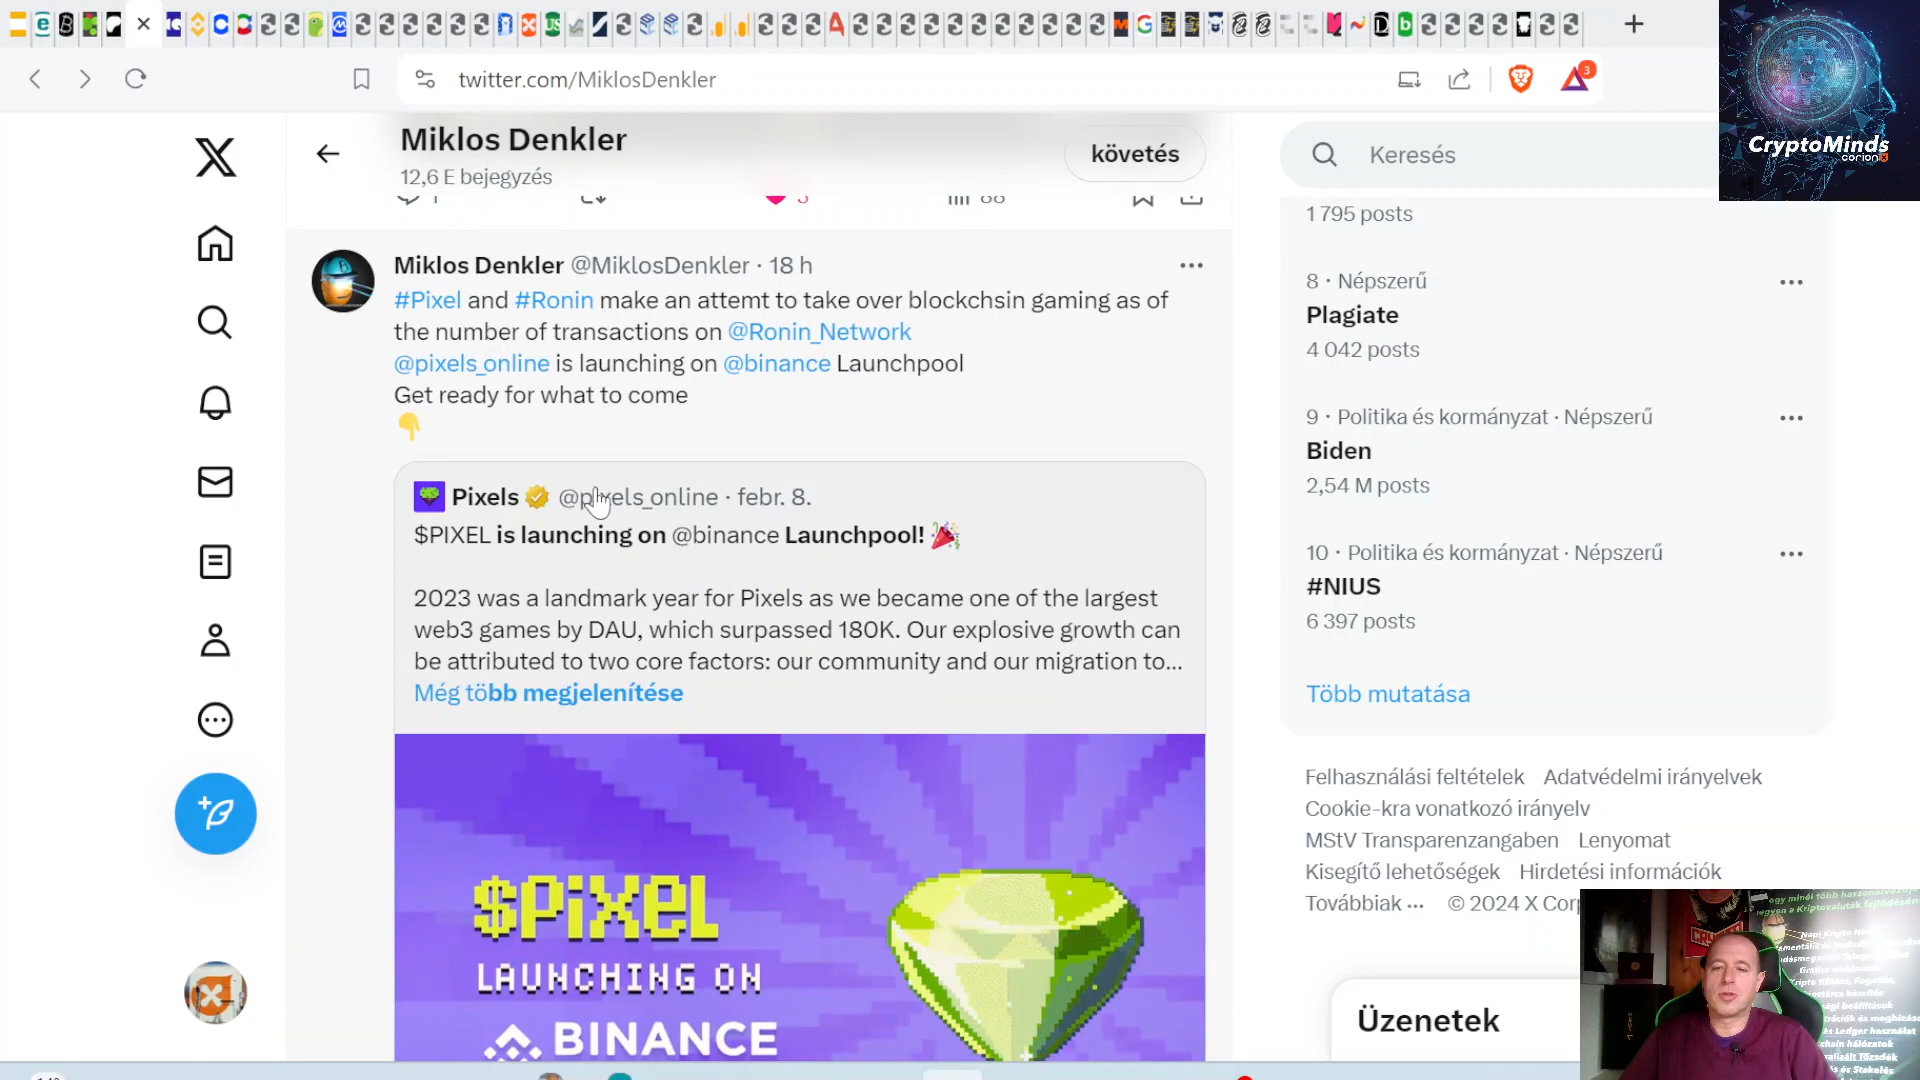 twitter.com/MiklosDenkler
3
CryptoMinds
corion
Miklos Denkler
12,6 E bejegyzés
követés
Keresés
1 795 posts
8 · Népszerű
Plagiate
4 042 posts
9 · Politika és kormányzat · Népszerű
Biden
2,54 M posts
10 · Politika és kormányzat · Népszerű
#NIUS
6 397 posts
Több mutatása
Miklos Denkler @MiklosDenkler · 18 h
#Pixel and #Ronin make an attemt to take over blockchsin gaming as of
the number of transactions on @Ronin_Network
@pixels_online is launching on @binance Launchpool
Get ready for what to come
Pixels @pixels_online · febr. 8.
$PIXEL is launching on @binance Launchpool!
2023 was a landmark year for Pixels as we became one of the largest
web3 games by DAU, which surpassed 180K. Our explosive growth can
be attributed to two core factors: our community and our migration to...
Még több megjelenítése
$PIXEL
LAUNCHING ON
BINANCE
Felhasználási feltételek Adatvédelmi irányelvek
Cookie-kra vonatkozó irányelv
MStV Transparenzangaben Lenyomat
Kisegítő lehetőségek Hirdetési információk
Továbbiak ··· © 2024 X Corp
Üzenetek